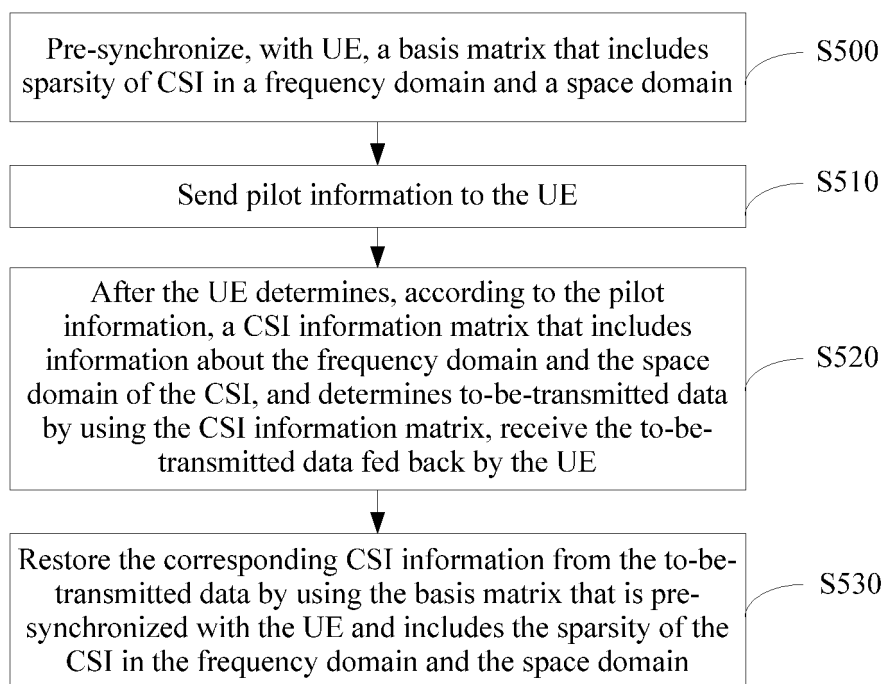 Pre-synchronize, with UE, a basis matrix that includes
sparsity of CSI in a frequency domain and a space domain
S500
Send pilot information to the UE
S510
After the UE determines, according to the pilot
information, a CSI information matrix that includes
information about the frequency domain and the space
domain of the CSI, and determines to-be-transmitted data
by using the CSI information matrix, receive the to-be-
transmitted data fed back by the UE
S520
Restore the corresponding CSI information from the to-be-
transmitted data by using the basis matrix that is pre-
synchronized with the UE and includes the sparsity of the
CSI in the frequency domain and the space domain
S530